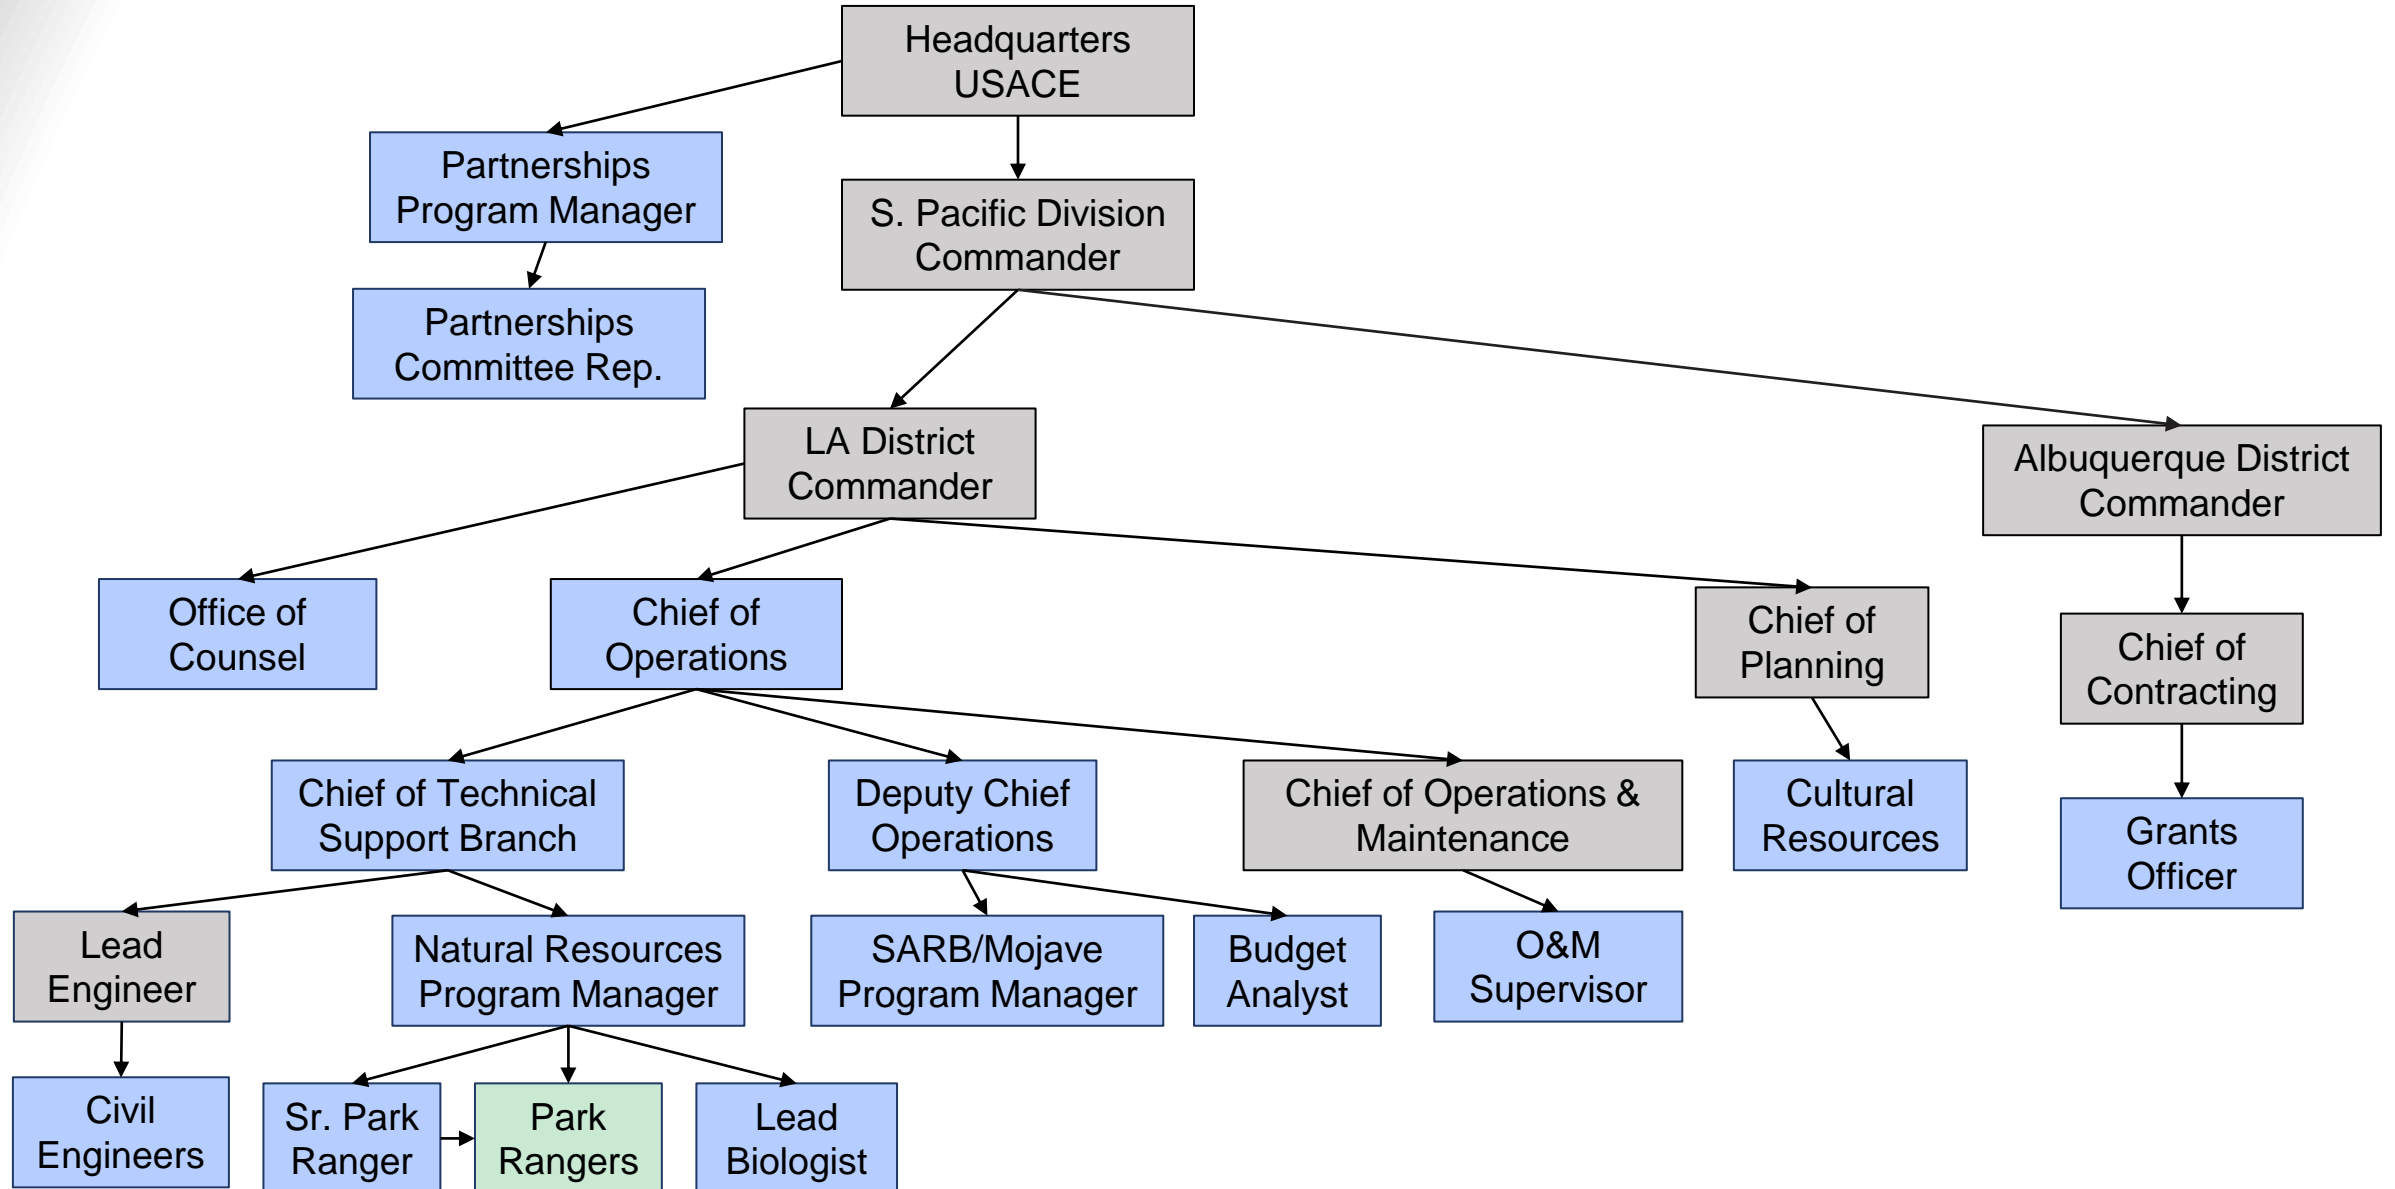 Headquarters
USACE
Partnerships
Program Manager
S. Pacific Division
Commander
Partnerships
Committee Rep.
LA District
Commander
Albuquerque District
Commander
Office of
Counsel
Chief of
Operations
Chief of
Planning
Chief of
Contracting
Chief of Technical
Support Branch
Deputy Chief
Operations
Chief of Operations &
Maintenance
Cultural
Resources
Grants
Officer
Lead
Engineer
Natural Resources
Program Manager
SARB/Mojave
Program Manager
Budget
Analyst
O&M
Supervisor
Civil
Engineers
Sr. Park
Ranger
Park
Rangers
Lead
Biologist